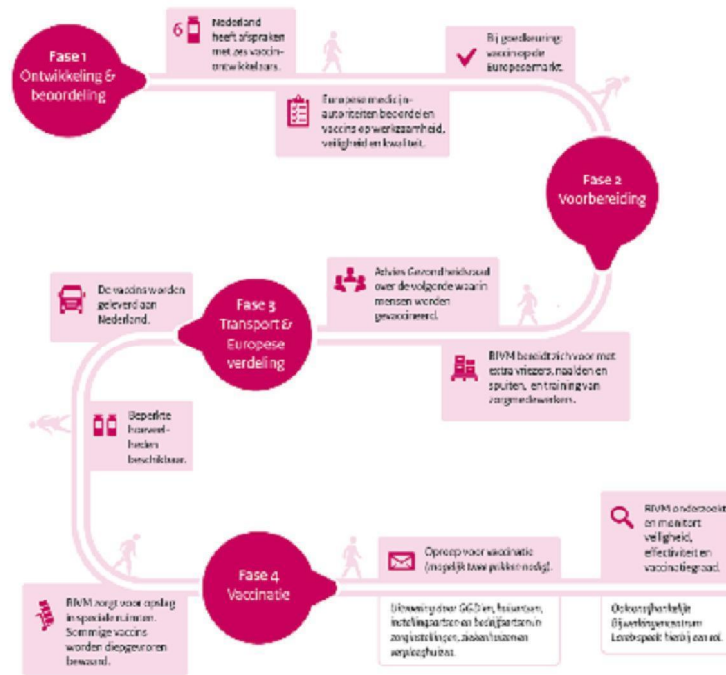 Fase 1
Ontwikkeling &
beoordeling
6
Nederland
heeft afspraken
met zes vaccin-
ontwikkelaars.
Europese medicijn-
autoriteiten beoordelen
vaccins op werkzaamheid,
veiligheid en kwaliteit.
Bij goedkeuring:
vaccin op de
Europese markt.
Fase 2
Voorbereiding
RIVM bereidt zich voor met
extra vriezers, naalden en
spuiten, en training van
zorgmedewerkers.
Advies Gezondheidsraad
over de volgorde waarin
mensen worden
gevaccineerd.
Fase 3
Transport &
Europese
verdeling
De vaccins worden
geleverd aan
Nederland.
Beperkte
hoeveel-
heden
beschikbaar.
RIVM zorgt voor opslag
in speciale ruimten.
Sommige vaccins
worden diepgevroren
bewaard.
Fase 4
Vaccinatie
Oproep voor vaccinatie
(mogelijk twee prikken nodig).
Uitvoering door GGD'en, huisartsen,
instellingsartsen en bedrijfsartsen in
zorginstellingen, ziekenhuizen en
verpleeghuizen.
RIVM onderzoekt
en monitort
veiligheid,
effectiviteit en
vaccinatiegraad.
Ook onafhankelijke
Bijwerkingencentrum
Lareb speelt hierbij een rol.